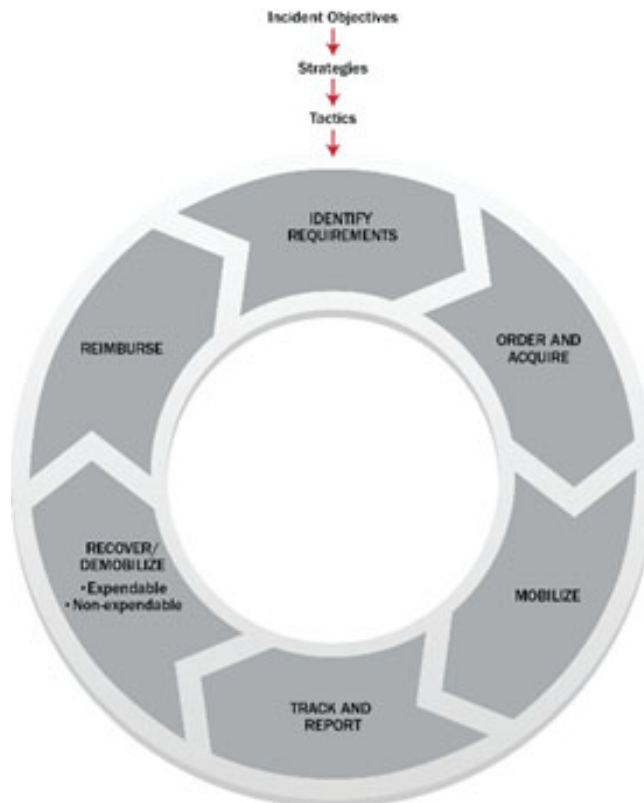 Incident Objectives
Strategies
Tactics
IDENTIFY
REQUIREMENTS
ORDER AND
ACQUIRE
MOBILIZE
TRACK AND
REPORT
RECOVER/
DEMOBILIZE
•Expendable
•Non-expendable
REIMBURSE